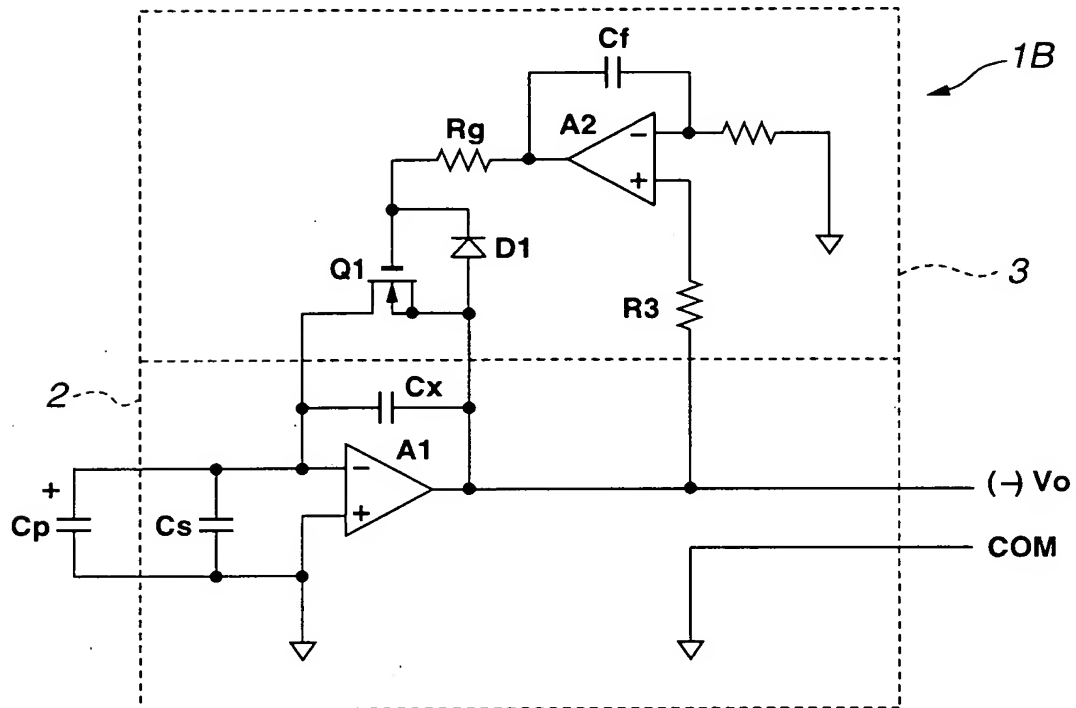 Cf
1B
A2
−
+
Rg
D1
Q1
R3
3
2
Cx
A1
−
+
+
Cp
Cs
(−) Vo
COM